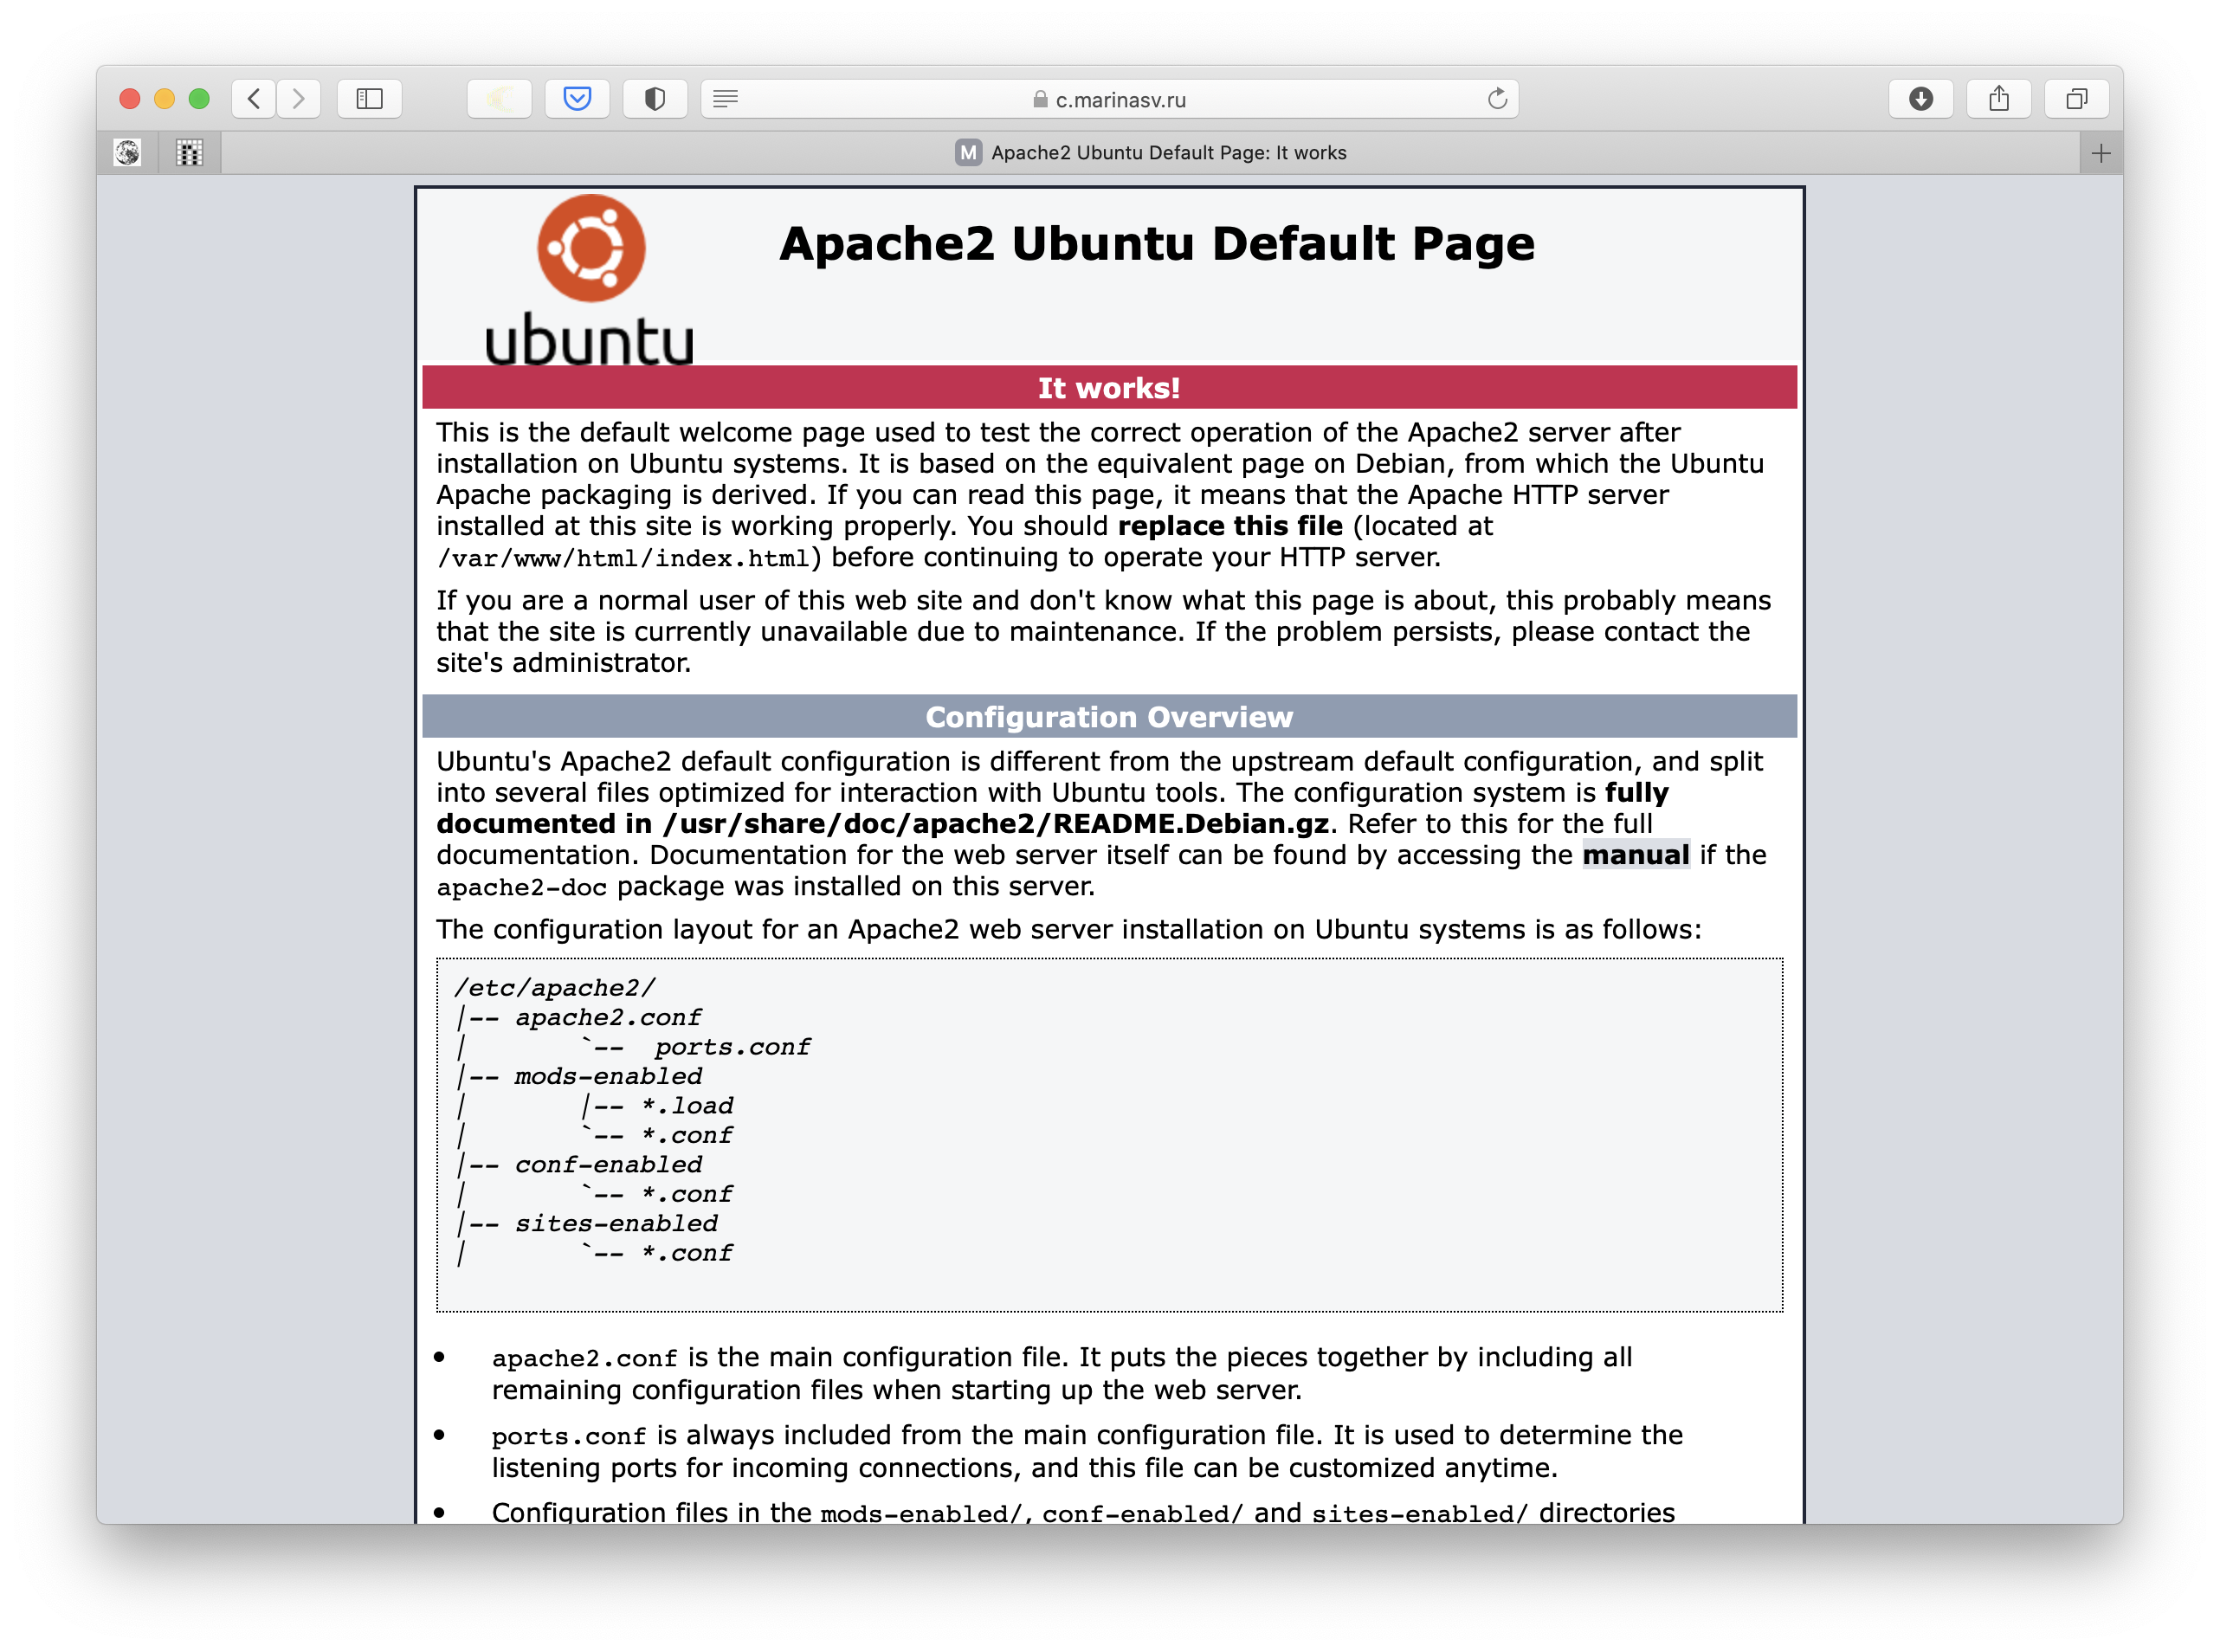 c.marinasv.ru
M Apache2 Ubuntu Default Page: It works
ubuntu
Apache2 Ubuntu Default Page
It works!
This is the default welcome page used to test the correct operation of the Apache2 server after
installation on Ubuntu systems. It is based on the equivalent page on Debian, from which the Ubuntu
Apache packaging is derived. If you can read this page, it means that the Apache HTTP server
installed at this site is working properly. You should replace this file (located at
/var/www/html/index.html) before continuing to operate your HTTP server.
If you are a normal user of this web site and don't know what this page is about, this probably means
that the site is currently unavailable due to maintenance. If the problem persists, please contact the
site's administrator.
Configuration Overview
Ubuntu's Apache2 default configuration is different from the upstream default configuration, and split
into several files optimized for interaction with Ubuntu tools. The configuration system is fully
documented in /usr/share/doc/apache2/README.Debian.gz. Refer to this for the full
documentation. Documentation for the web server itself can be found by accessing the manual if the
apache2-doc package was installed on this server.
The configuration layout for an Apache2 web server installation on Ubuntu systems is as follows:
/etc/apache2/
|-- apache2.conf
|       `--  ports.conf
|-- mods-enabled
|       |-- *.load
|       `-- *.conf
|-- conf-enabled
|       `-- *.conf
|-- sites-enabled
|       `-- *.conf
• apache2.conf is the main configuration file. It puts the pieces together by including all
remaining configuration files when starting up the web server.
• ports.conf is always included from the main configuration file. It is used to determine the
listening ports for incoming connections, and this file can be customized anytime.
• Configuration files in the mods-enabled/, conf-enabled/ and sites-enabled/ directories